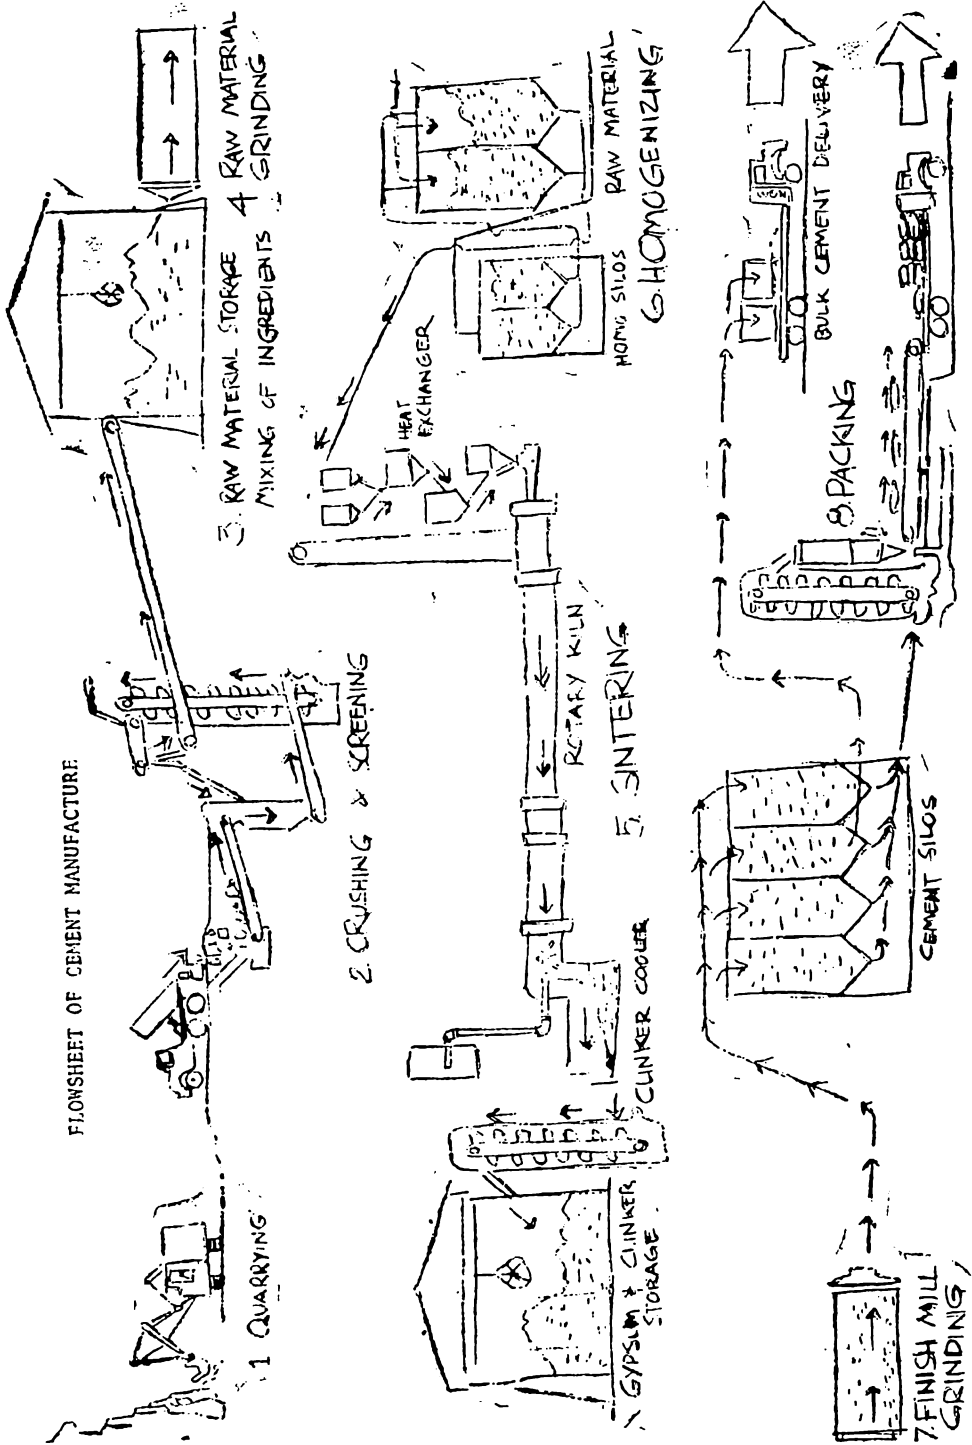 FLOWSHEET OF CEMENT MANUFACTURE
1 QUARRYING
2. CRUSHING & SCREENING
3. RAW MATERIAL STORAGE
MIXING OF INGREDIENTS
4 RAW MATERIAL
GRINDING
GYPSUM & CLINKER
STORAGE
CLINKER COOLER
5. SINTERING
ROTARY KILN
HEAT
EXCHANGER
HOMO SILOS
RAW MATERIAL
6 HOMOGENIZING
7. FINISH MILL
GRINDING
CEMENT SILOS
8. PACKING
BULK CEMENT DELIVERY